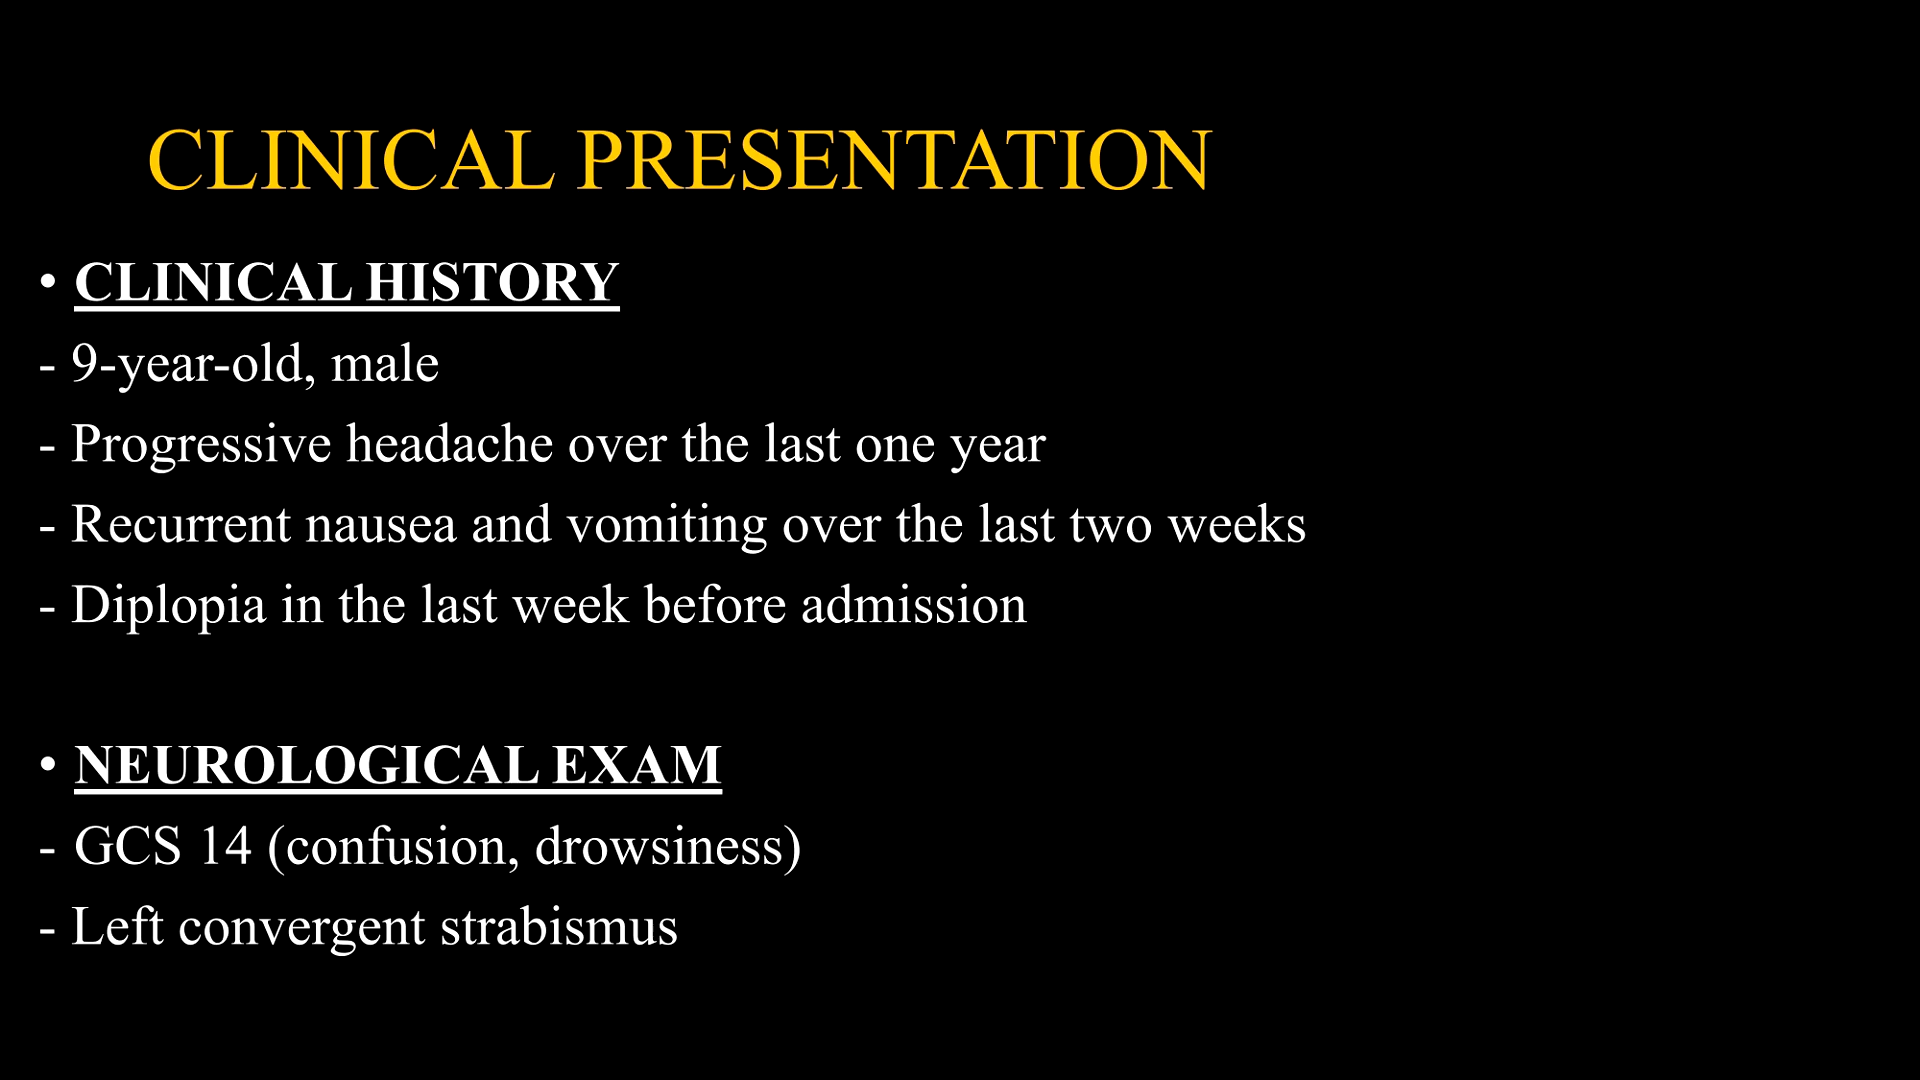 CLINICAL PRESENTATION
• CLINICAL HISTORY
- 9-year-old, male
- Progressive headache over the last one year
- Recurrent nausea and vomiting over the last two weeks
- Diplopia in the last week before admission
• NEUROLOGICAL EXAM
- GCS 14 (confusion, drowsiness)
- Left convergent strabismus